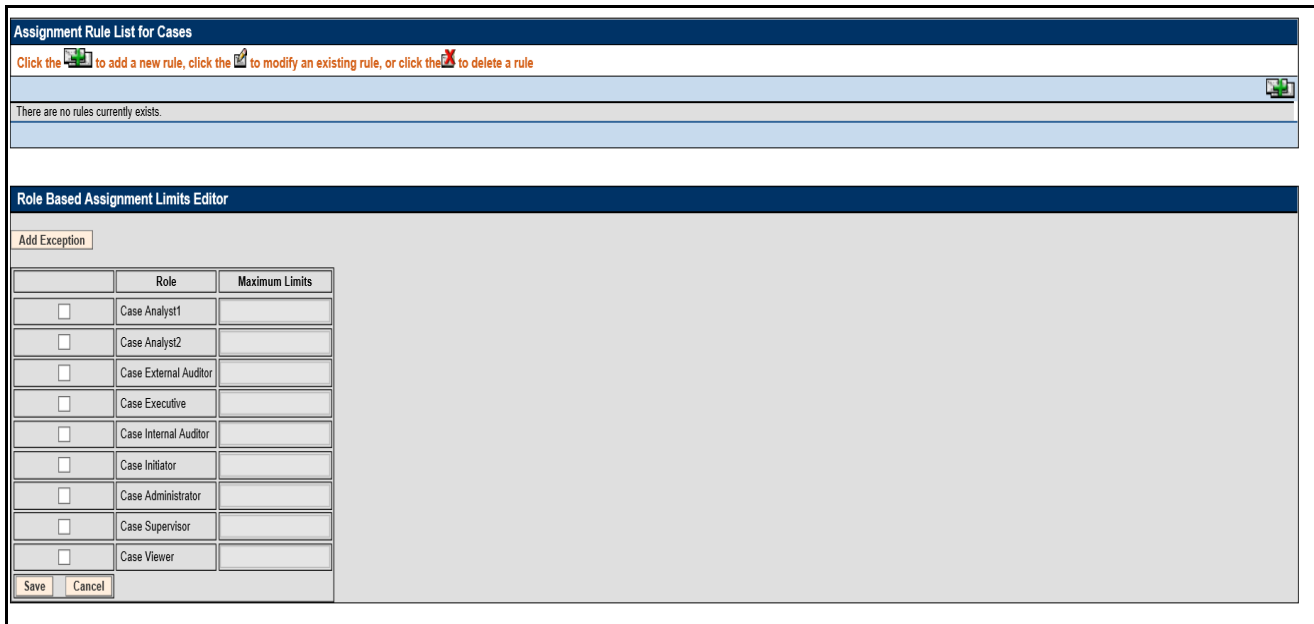 Assignment Rule List for Cases
Click the to add a new rule, click the to modify an existing rule, or click the to delete a rule
There are no rules currently exists.
Role Based Assignment Limits Editor
Add Exception
Role Maximum Limits
Case Analyst1
Case Analyst2
Case External Auditor
Case Executive
Case Internal Auditor
Case Initiator
Case Administrator
Case Supervisor
Case Viewer
Save Cancel